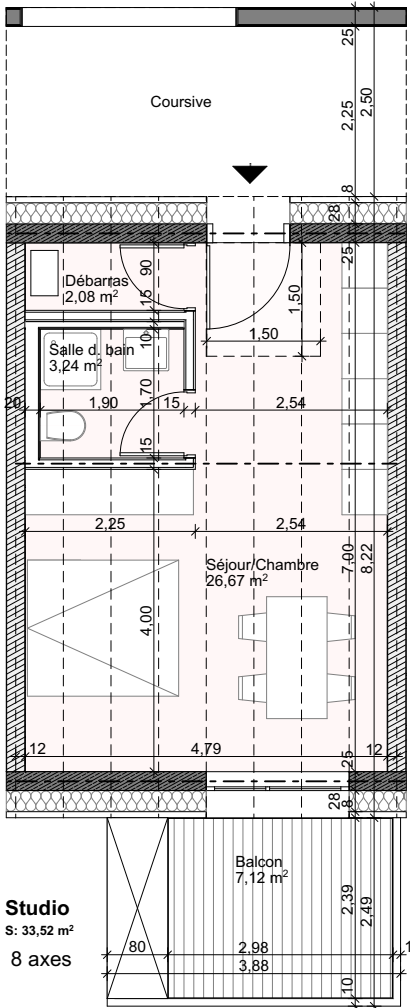 25
Coursive
2,25
2,50
8
28
25
Débarras
2,08 m²
90
15
1,50
1,50
10
Salle d. bain
3,24 m²
20
1,90
15
1,70
2,54
15
2,25
2,54
Séjour/Chambre
26,67 m²
7,00
8,22
4,00
12
4,79
12
25
28
8
Balcon
7,12 m²
2,39
2,49
Studio
S: 33,52 m²
8 axes
80
2,98
3,88
10